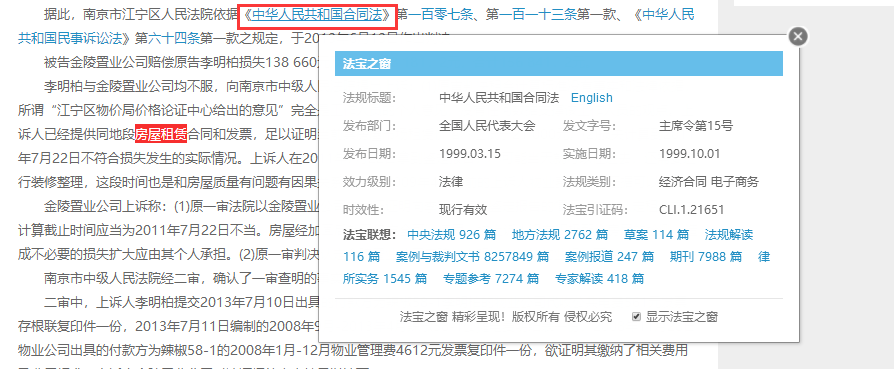 据此，南京市江宁区人民法院依据《中华人民共和国合同法》第一百零七条、第一百一十三条第一款、《中华人民
共和国民事诉讼法》第六十四条第一款之规定，于
被告金陵置业公司赔偿原告李明柏损失138 660
李明柏与金陵置业公司均不服，向南京市中级人
所谓“江宁区物价局价格论证中心给出的意见”完全
诉人已经提供同地段房屋租赁合同和发票，足以证明
年7月22日不符合损失发生的实际情况。上诉人在20
行装修整理，这段时间也是和房屋质量有问题有因果
金陵置业公司上诉称：(1)原一审法院以金陵置业
计算截止时间应当为2011年7月22日不当。房屋经加
成不必要的损失扩大应由其个人承担。(2)原一审判决
南京市中级人民法院经二审，确认了一审查明的
二审中，上诉人李明柏提交2013年7月10日出具
存根联复印件一份，2013年7月11日编制的2008年9
物业公司出具的付款方为辣椒58-1的2008年1月-12月物业管理费4612元发票复印件一份，欲证明其缴纳了相关费用
法宝之窗
法规标题： 中华人民共和国合同法 English
发布部门： 全国人民代表大会 发文字号： 主席令第15号
发布日期： 1999.03.15 实施日期： 1999.10.01
效力级别： 法律 法规类别： 经济合同 电子商务
时效性： 现行有效 法宝引证码： CLI.1.21651
法宝联想： 中央法规 926 篇 地方法规 2762 篇 草案 114 篇 法规解读
116 篇 案例与裁判文书 8257849 篇 案例报道 247 篇 期刊 7988 篇 律
所实务 1545 篇 专题参考 7274 篇 专家解读 418 篇
法宝之窗 精彩呈现！版权所有 侵权必究 显示法宝之窗